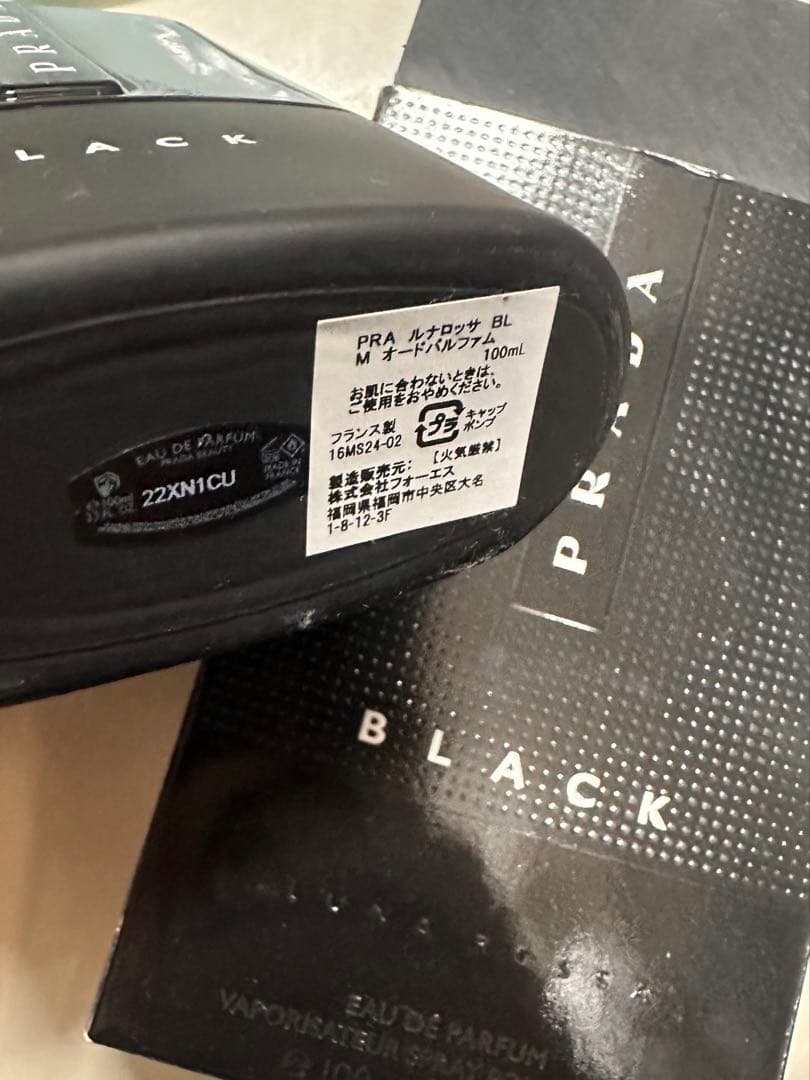 PRADA
BLACK
PRA ルナロッサ BL
M オードパルファム
100mL
お肌に合わないときは、
ご使用をおやめください。
フランス製
16MS24-02
プラ
キャップ
ポンプ
[火気厳禁]
製造販売元:
株式会社フォーエス
福岡県福岡市中央区大名
1-8-12-3F
EAU DE PARFUM
PRADA BEAUTY
22XN1CU
MADE IN
FRANCE
PRADA
BLACK
LUNA ROSSA
EAU DE PARFUM
VAPORISATEUR SPRAY